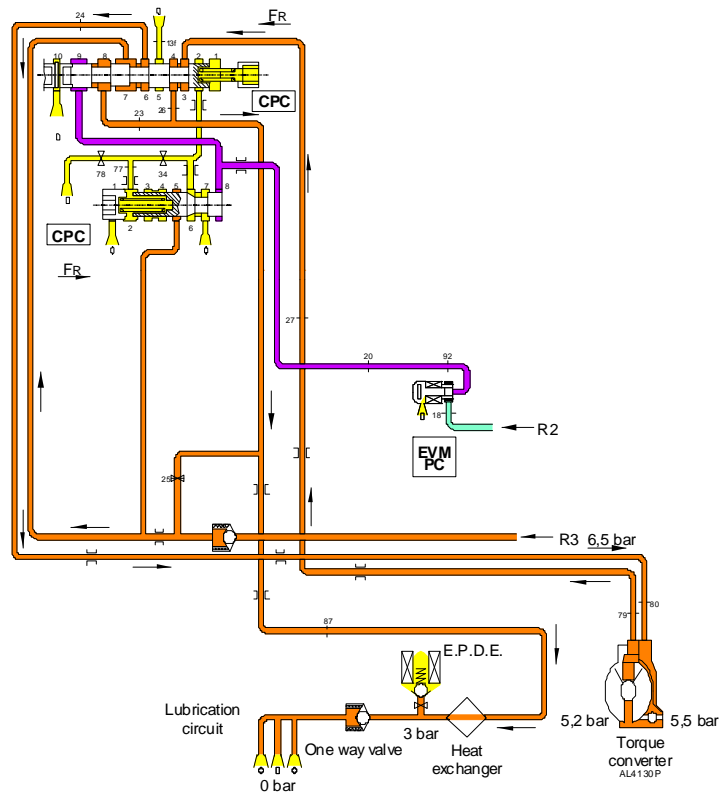 24
FR
13f
10 9 8 5 4 2 1
7 6 3
CPC
26
23
78 77 34
1 3 4 5 7 8
2 6
CPC
FR
27
20 92
18
R2
EVM
PC
25
R3 6,5 bar
79 80
87
E.P.D.E.
Lubrication
circuit
One way valve
3 bar
Heat
exchanger
0 bar
5,2 bar
5,5 bar
Torque
converter
AL4130P